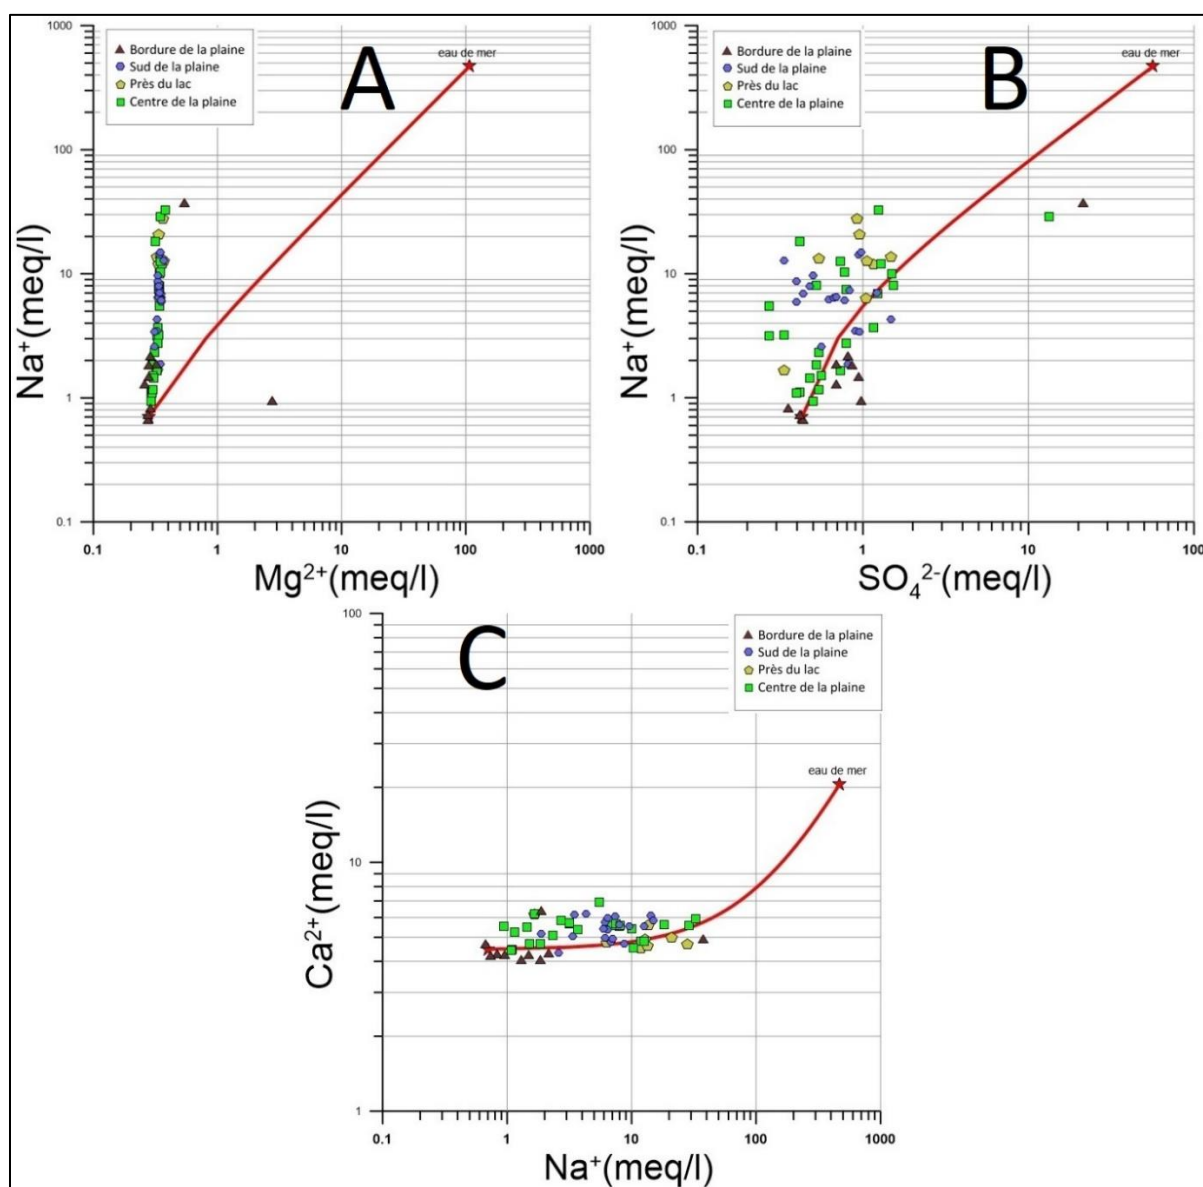 A
1000
100
10
1
0.1
Na⁺(meq/l)
Bordure de la plaine
Sud de la plaine
Près du lac
Centre de la plaine
eau de mer
0.1 1 10 100 1000
Mg²⁺(meq/l)
B
1000
100
10
1
0.1
Na⁺(meq/l)
Bordure de la plaine
Sud de la plaine
Près du lac
Centre de la plaine
eau de mer
0.1 1 10 100
SO₄²⁻(meq/l)
C
100
10
1
Ca²⁺(meq/l)
Bordure de la plaine
Sud de la plaine
Près du lac
Centre de la plaine
eau de mer
0.1 1 10 100 1000
Na⁺(meq/l)